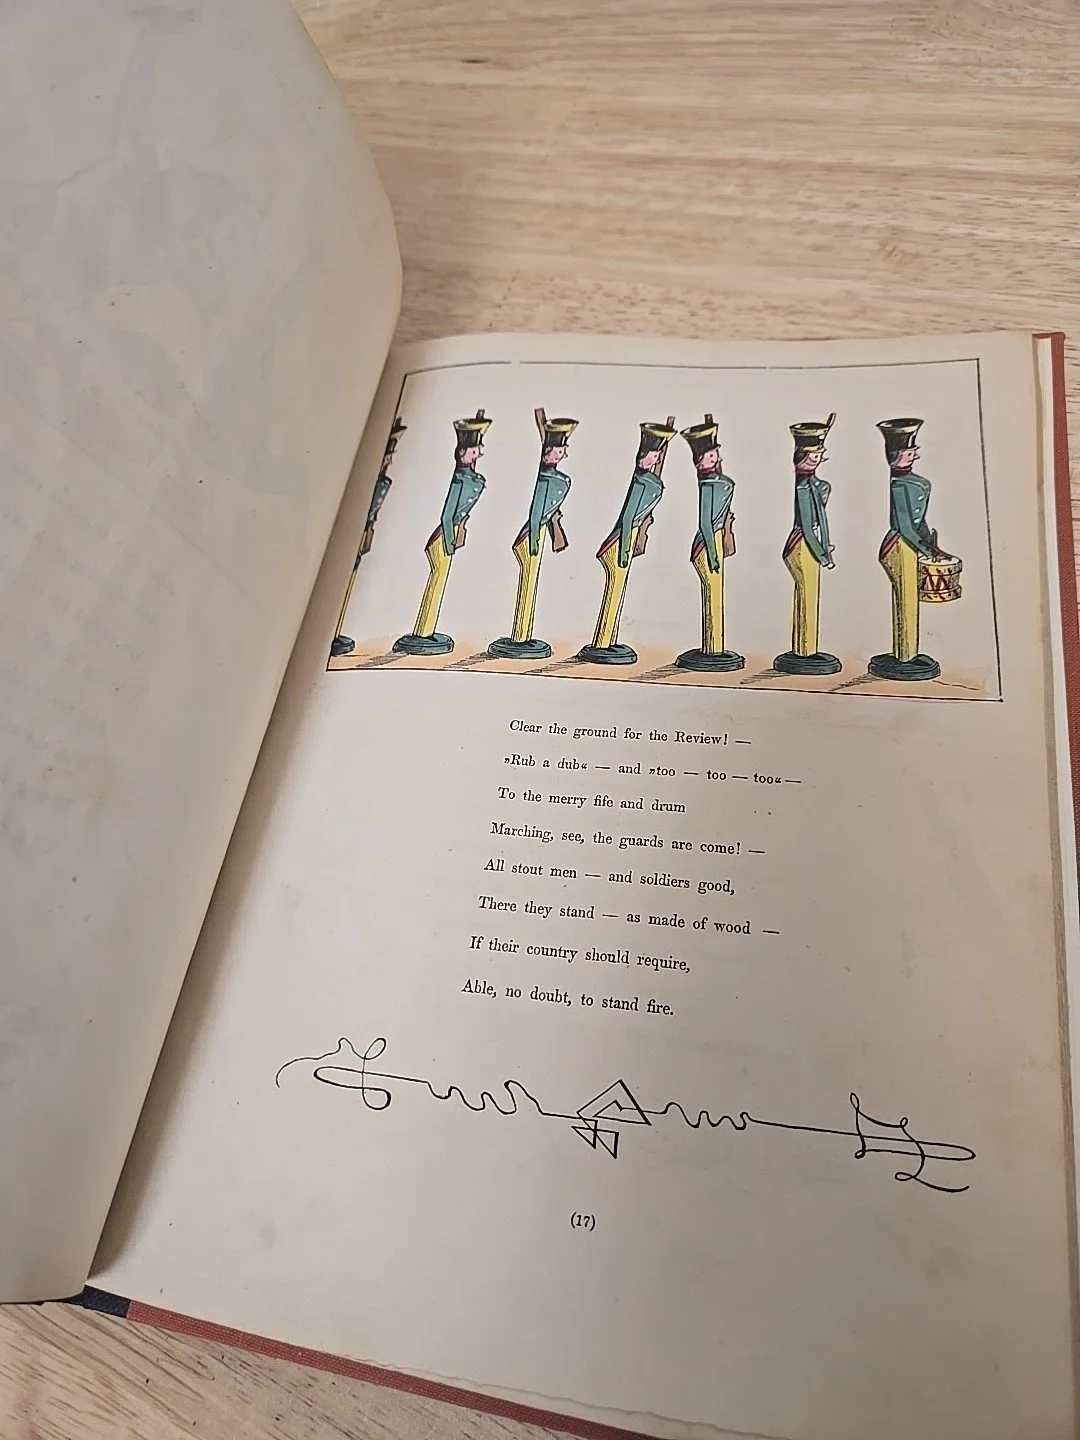 Clear the ground for the Review! —
„Rub a dub“ — and „too — too — too“ —
To the merry fife and drum
Marching, see, the guards are come! —
All stout men — and soldiers good,
There they stand — as made of wood —
If their country should require,
Able, no doubt, to stand fire.
(17)